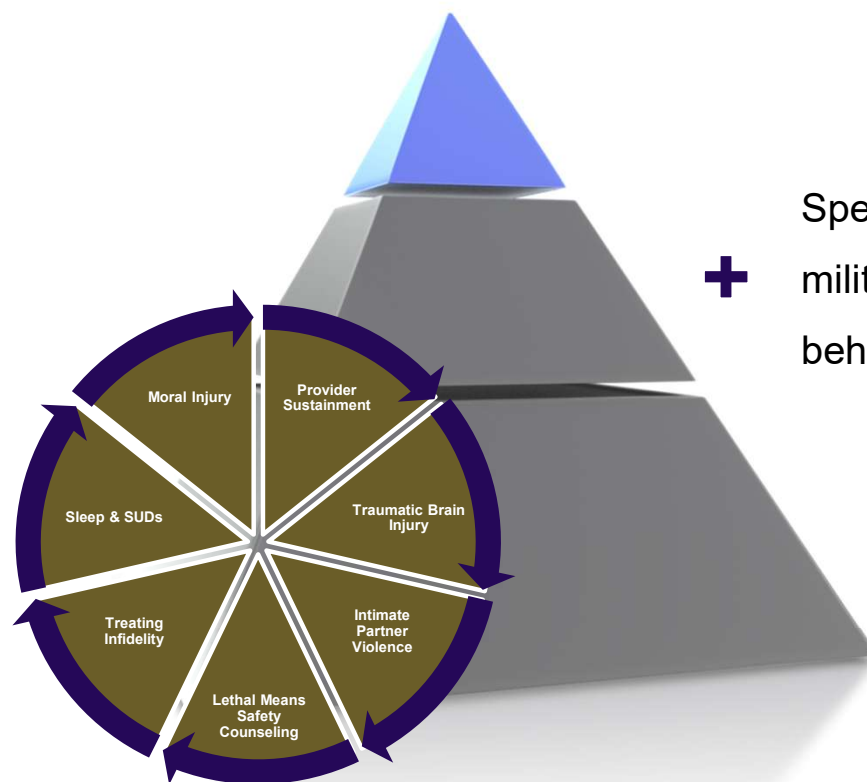 Moral Injury
Provider
Sustainment
Traumatic Brain
Injury
Intimate
Partner
Violence
Lethal Means
Safety
Counseling
Treating
Infidelity
Sleep & SUDs